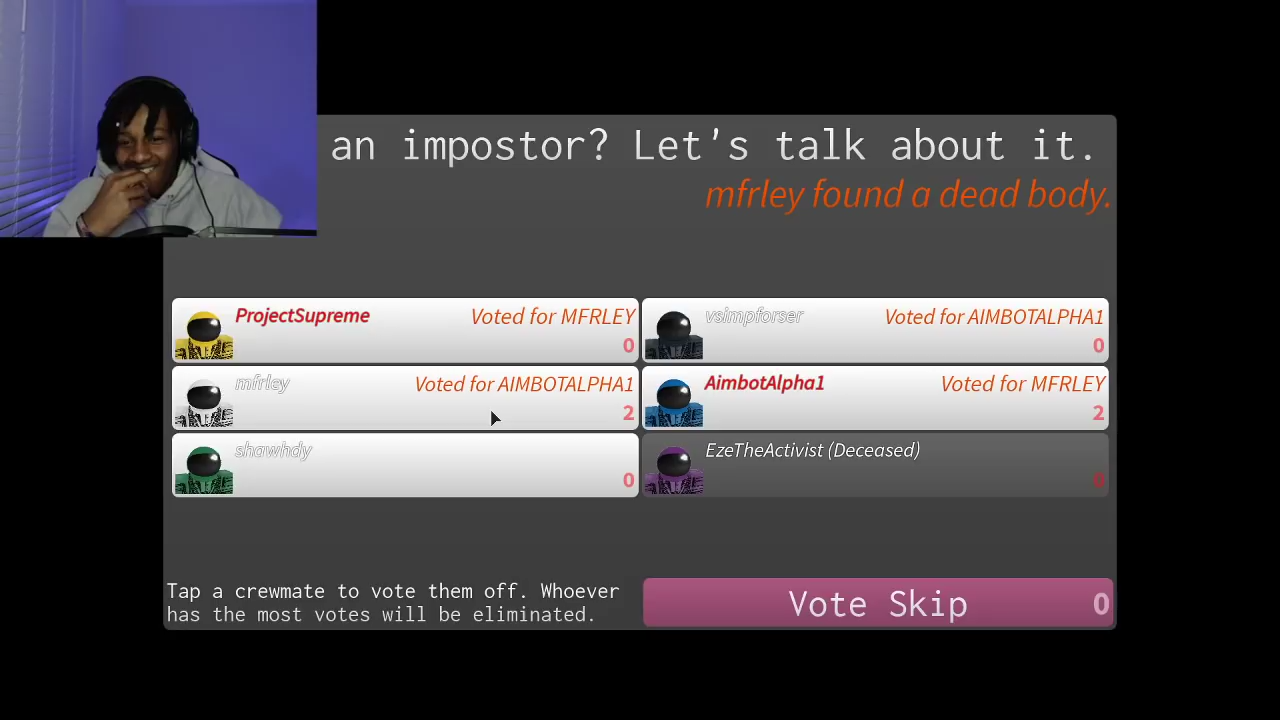 an impostor? Let's talk about it.
mfrley found a dead body.
ProjectSupreme Voted for MFRLEY
0
vsimpforser Voted for AIMBOTALPHA1
0
mfrley Voted for AIMBOTALPHA1
2
AimbotAlpha1 Voted for MFRLEY
2
shawhdy
0
EzeTheActivist (Deceased)
0
Tap a crewmate to vote them off. Whoever
has the most votes will be eliminated.
Vote Skip 0